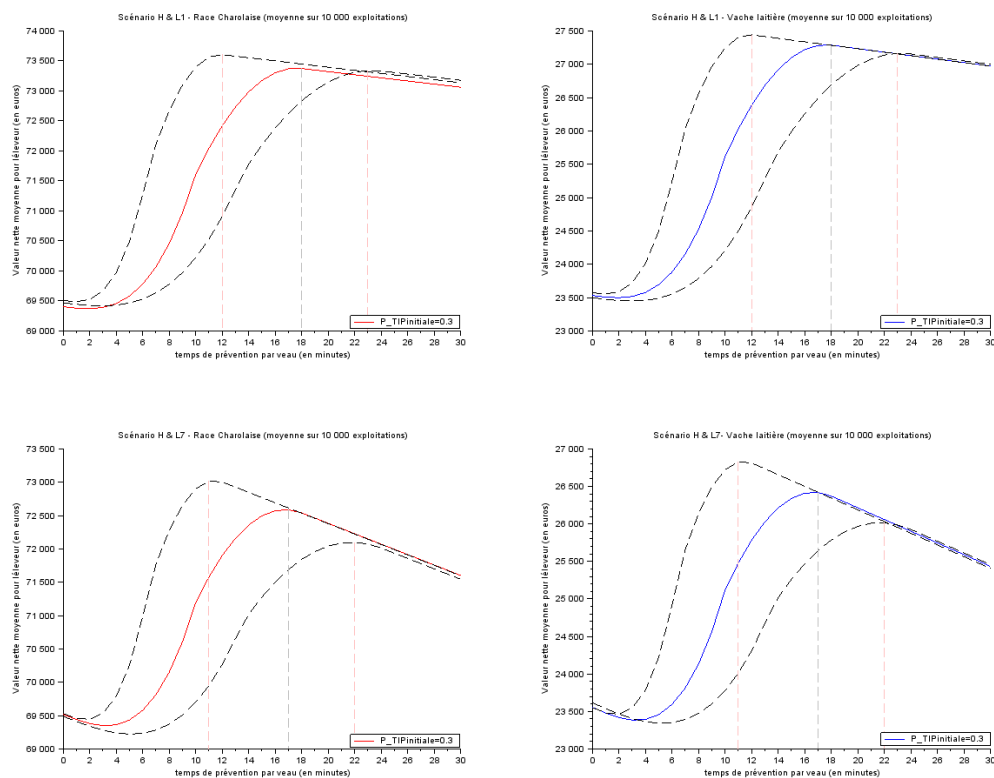 Scénario H & L1 - Race Charolaise (moyenne sur 10 000 exploitations)
Valeur nette moyenne pour léleveur (en euros)
74 000
73 500
73 000
72 500
72 000
71 500
71 000
70 500
70 000
69 500
69 000
P_TIPinitiale=0.3
0 2 4 6 8 10 12 14 16 18 20 22 24 26 28 30
temps de prévention par veau (en minutes)
Scénario H & L1 - Vache laitière (moyenne sur 10 000 exploitations)
Valeur nette moyenne pour léleveur (en euros)
27 500
27 000
26 500
26 000
25 500
25 000
24 500
24 000
23 500
23 000
P_TIPinitiale=0.3
0 2 4 6 8 10 12 14 16 18 20 22 24 26 28 30
temps de prévention par veau (en minutes)
Scénario H & L7 - Race Charolaise (moyenne sur 10 000 exploitations)
Valeur nette moyenne pour léleveur (en euros)
73 500
73 000
72 500
72 000
71 500
71 000
70 500
70 000
69 500
69 000
P_TIPinitiale=0.3
0 2 4 6 8 10 12 14 16 18 20 22 24 26 28 30
temps de prévention par veau (en minutes)
Scénario H & L7- Vache laitière (moyenne sur 10 000 exploitations)
Valeur nette moyenne pour léleveur (en euros)
27 000
26 500
26 000
25 500
25 000
24 500
24 000
23 500
23 000
P_TIPinitiale=0.3
0 2 4 6 8 10 12 14 16 18 20 22 24 26 28 30
temps de prévention par veau (en minutes)